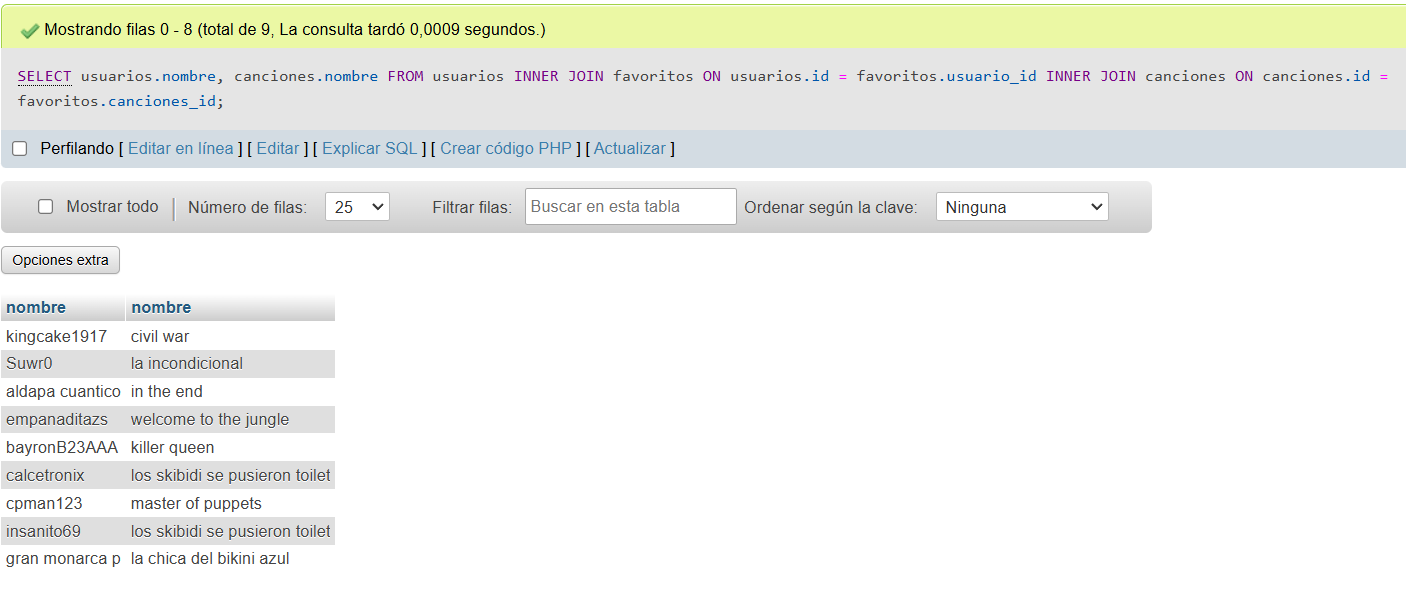 Mostrando filas 0 - 8 (total de 9, La consulta tardó 0,0009 segundos.)
SELECT usuarios.nombre, canciones.nombre FROM usuarios INNER JOIN favoritos ON usuarios.id = favoritos.usuario_id INNER JOIN canciones ON canciones.id =
favoritos.canciones_id;
Perfilando [ Editar en línea ] [ Editar ] [ Explicar SQL ] [ Crear código PHP ] [ Actualizar ]
Mostrar todo | Número de filas: 25 Filtrar filas: Buscar en esta tabla Ordenar según la clave: Ninguna
Opciones extra
nombre nombre
kingcake1917 civil war
Suwr0 la incondicional
aldapa cuantico in the end
empanaditazs welcome to the jungle
bayronB23AAA killer queen
calcetronix los skibidi se pusieron toilet
cpman123 master of puppets
insanito69 los skibidi se pusieron toilet
gran monarca p la chica del bikini azul